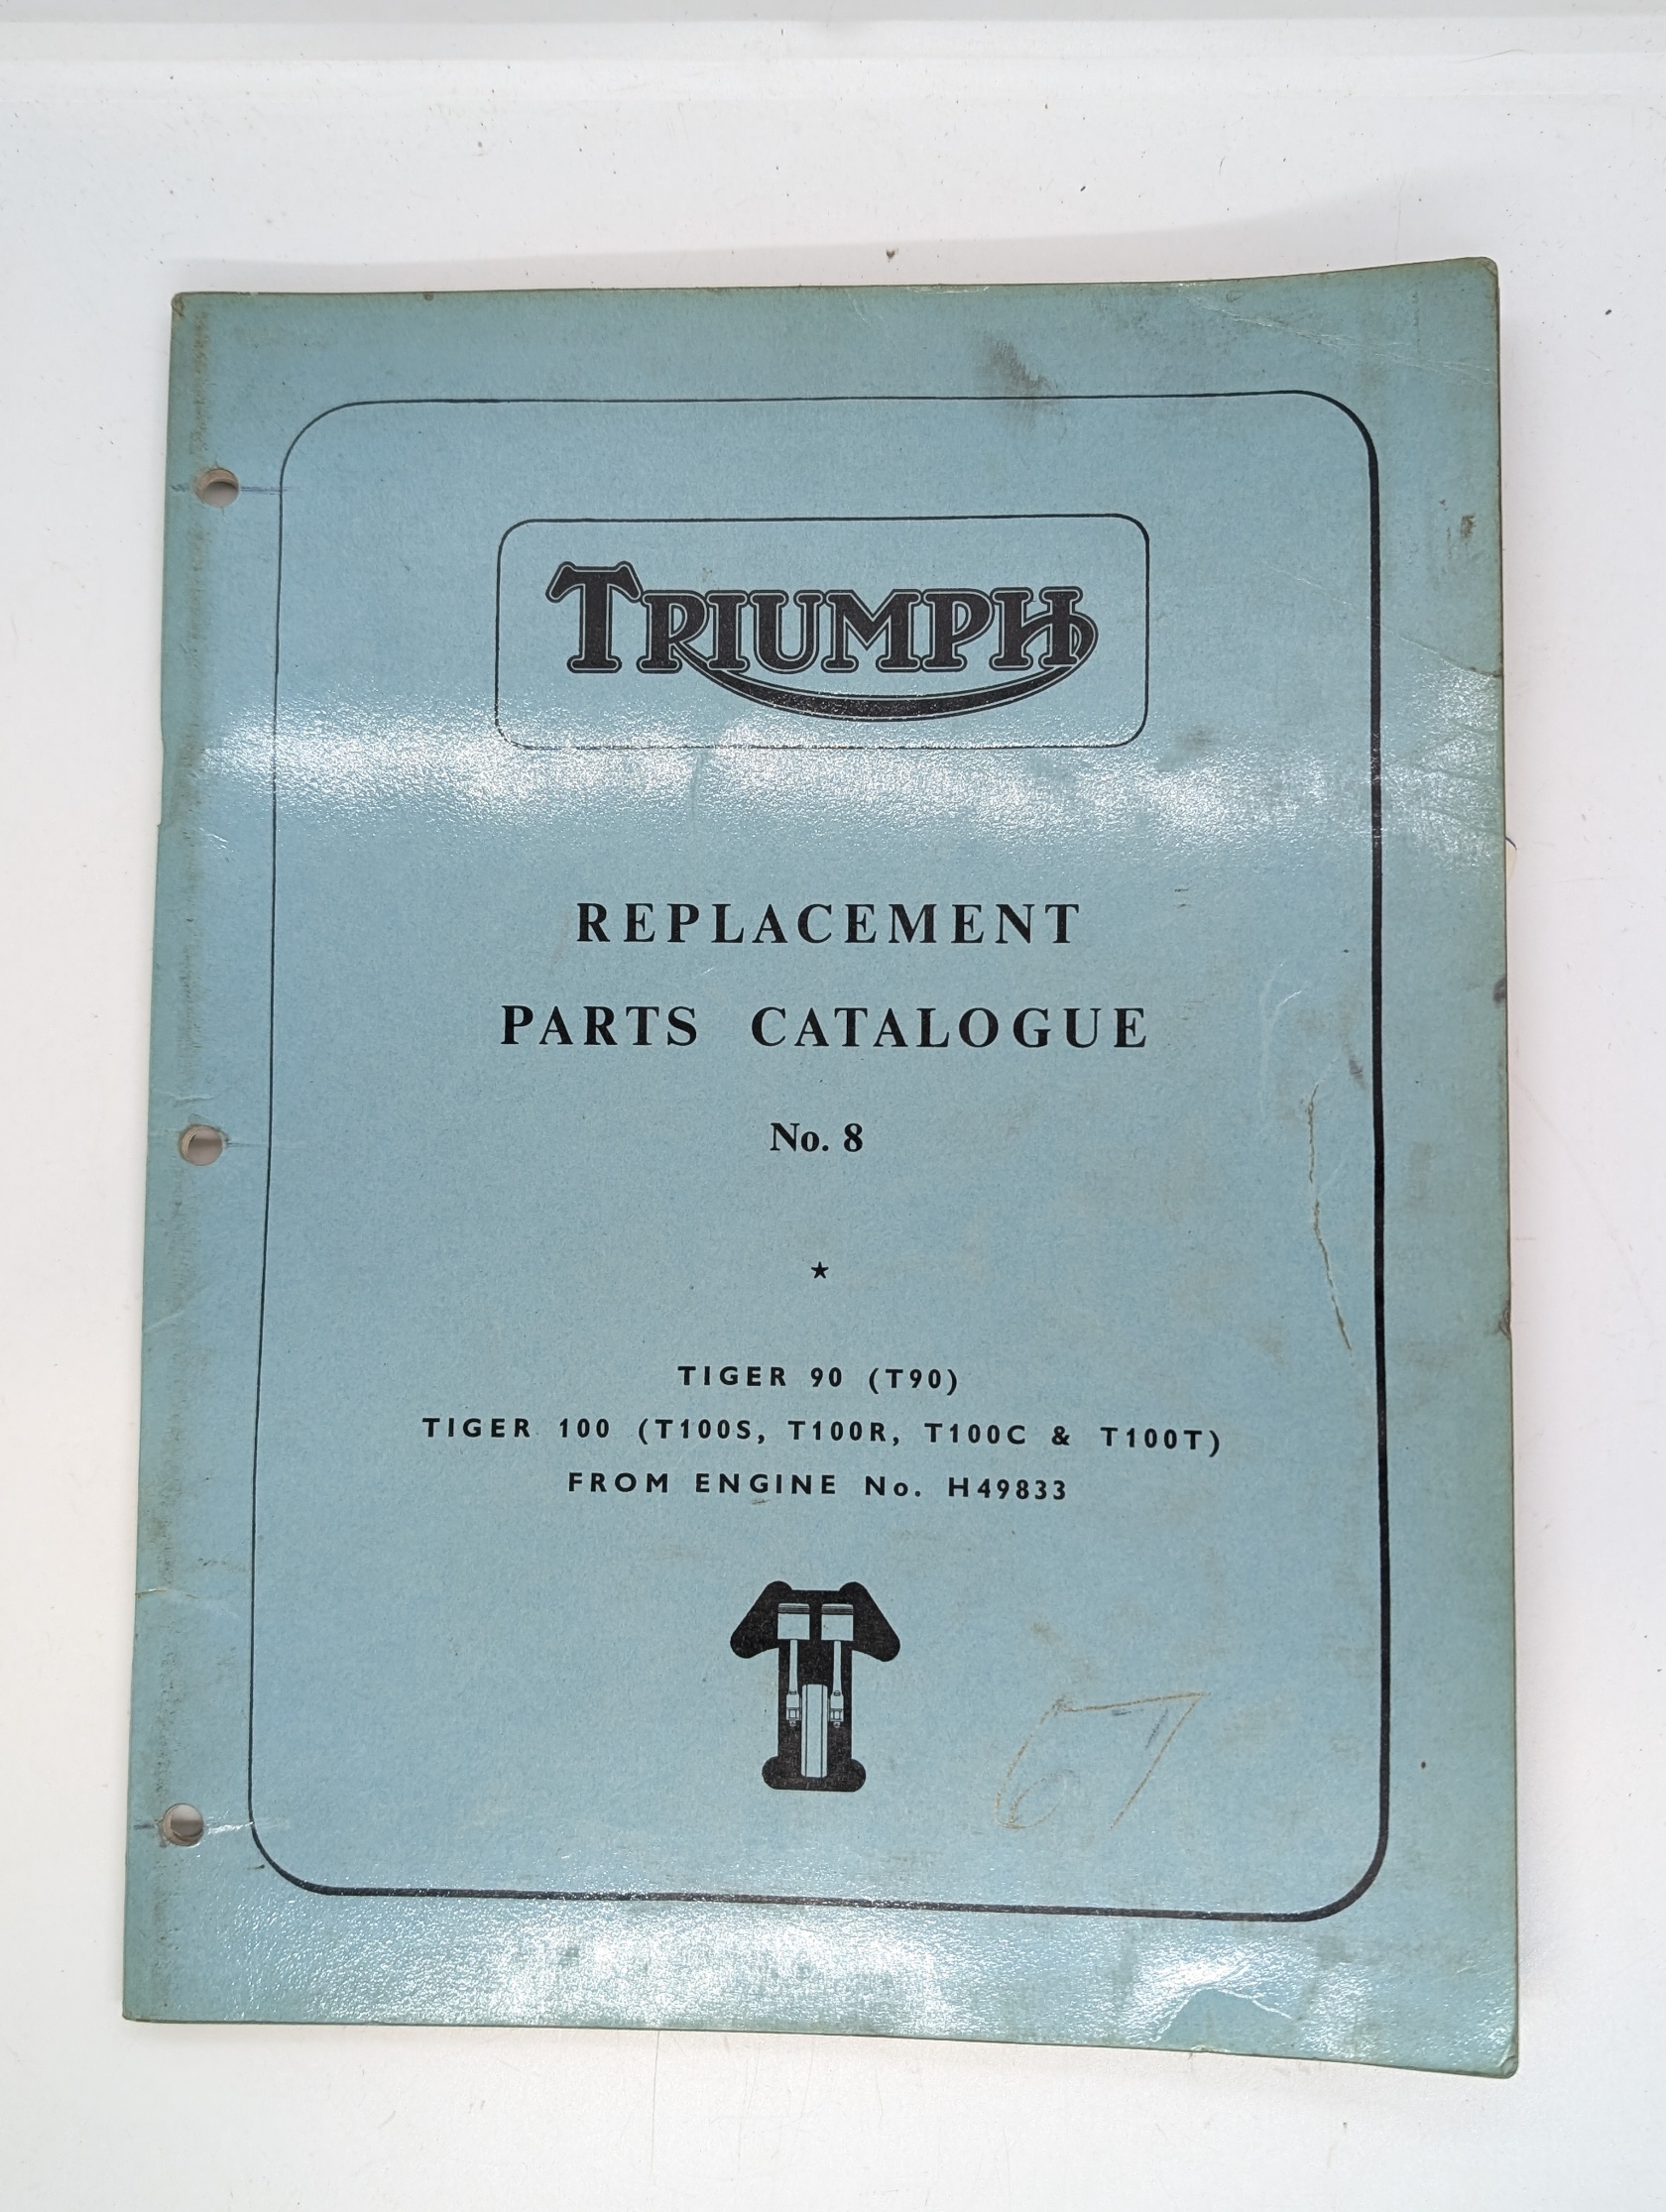 TRIUMPH
REPLACEMENT
PARTS CATALOGUE
No. 8
★
TIGER 90 (T90)
TIGER 100 (T100S, T100R, T100C & T100T)
FROM ENGINE No. H49833
67